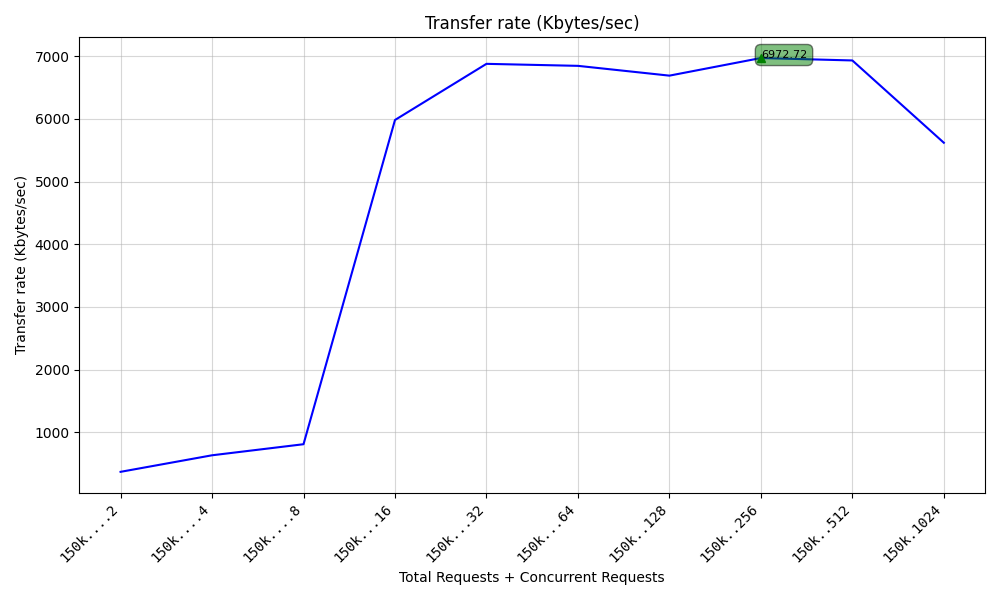 Transfer rate (Kbytes/sec)
6972.72
7000
6000
5000
4000
3000
2000
1000
Transfer rate (Kbytes/sec)
150k....2
150k....4
150k....8
150k...16
150k...32
150k...64
150k..128
150k..256
150k..512
150k.1024
Total Requests + Concurrent Requests